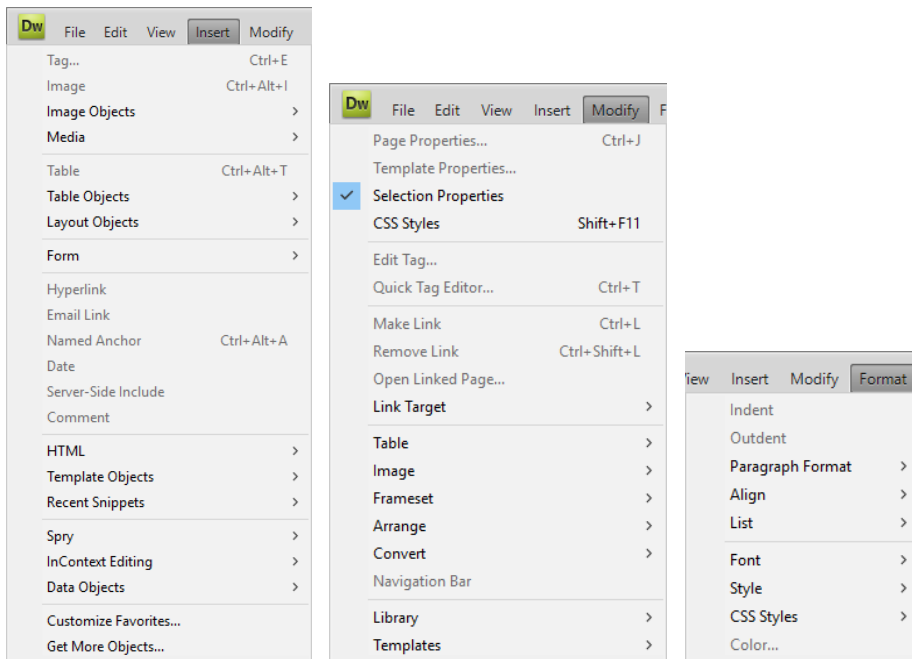 Dw File Edit View Insert Modify
Tag... Ctrl+E
Image Ctrl+Alt+I
Image Objects
Media
Table Ctrl+Alt+T
Table Objects
Layout Objects
Form
Hyperlink
Email Link
Named Anchor Ctrl+Alt+A
Date
Server-Side Include
Comment
HTML
Template Objects
Recent Snippets
Spry
InContext Editing
Data Objects
Customize Favorites...
Get More Objects...
Dw File Edit View Insert Modify F
Page Properties... Ctrl+J
Template Properties...
Selection Properties
CSS Styles Shift+F11
Edit Tag...
Quick Tag Editor... Ctrl+T
Make Link Ctrl+L
Remove Link Ctrl+Shift+L
Open Linked Page...
Link Target
Table
Image
Frameset
Arrange
Convert
Navigation Bar
Library
Templates
iew Insert Modify Format
Indent
Outdent
Paragraph Format
Align
List
Font
Style
CSS Styles
Color...